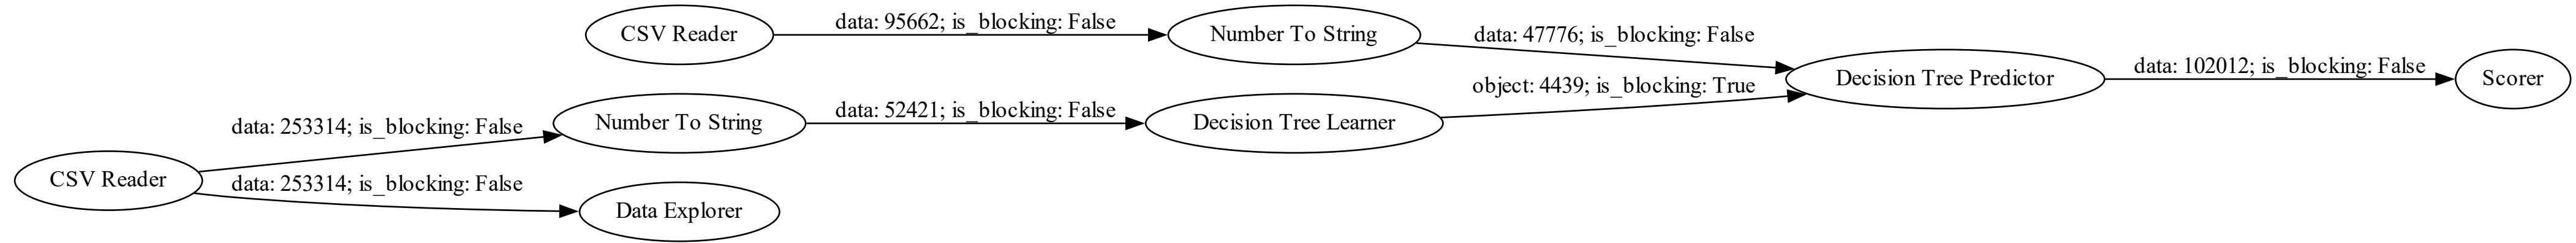 CSV Reader
data: 95662; is_blocking: False
Number To String
data: 47776; is_blocking: False
Decision Tree Predictor
data: 102012; is_blocking: False
Scorer
object: 4439; is_blocking: True
Number To String
data: 52421; is_blocking: False
Decision Tree Learner
data: 253314; is_blocking: False
CSV Reader
data: 253314; is_blocking: False
Data Explorer